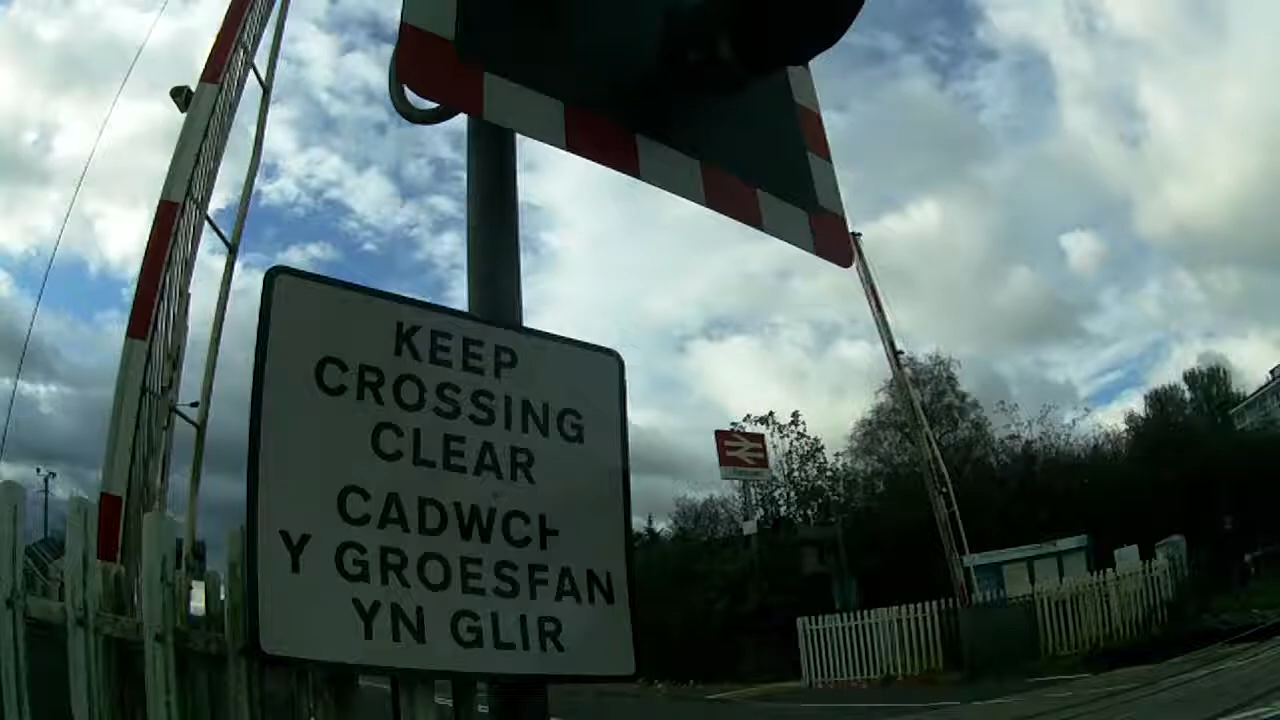 KEEP
CROSSING
CLEAR
CADWCH
Y GROESFAN
YN GLIR